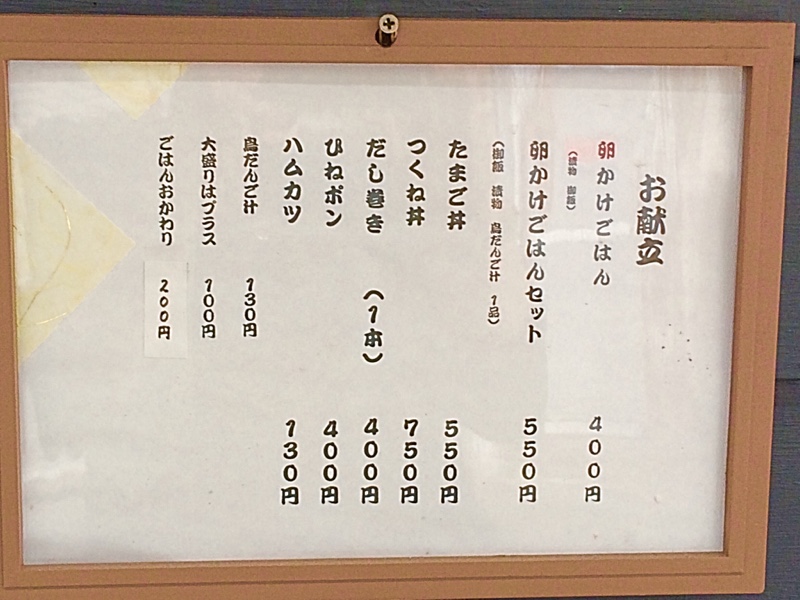 お献立
卵かけごはん 400円
(漬物 御飯)
卵かけごはんセット 550円
(御飯 漬物 鳥だんご汁 1品)
たまご丼 550円
つくね丼 750円
だし巻き (1本) 400円
ひねポン 400円
ハムカツ 130円
鳥だんご汁 130円
大盛りはプラス 100円
ごはんおかわり 200円